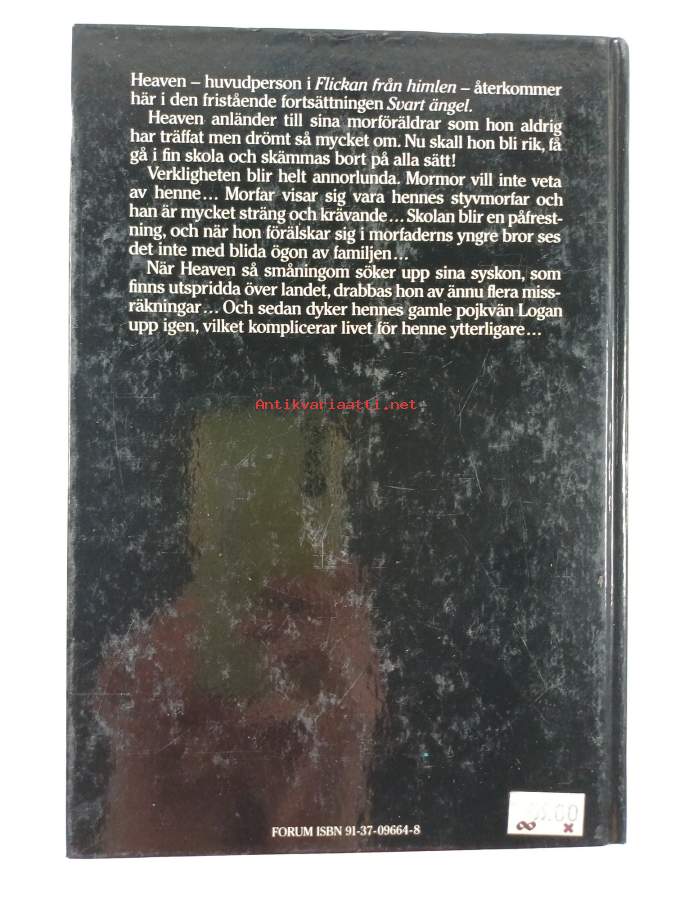 Heaven – huvudperson i Flickan från himlen – återkommer
här i den fristående fortsättningen Svart ängel.
Heaven anländer till sina morföräldrar som hon aldrig
har träffat men drömt så mycket om. Nu skall hon bli rik, få
gå i fin skola och skämmas bort på alla sätt!
Verkligheten blir helt annorlunda. Mormor vill inte veta
av henne... Morfar visar sig vara hennes styvmorfar och
han är mycket sträng och krävande... Skolan blir en påfrest-
ning, och när hon förälskar sig i morfaderns yngre bror ses
det inte med blida ögon av familjen...
När Heaven så småningom söker upp sina syskon, som
finns utspridda över landet, drabbas hon av ännu flera miss-
räkningar... Och sedan dyker hennes gamle pojkvän Logan
upp igen, vilket komplicerar livet för henne ytterligare...
Antikvariaatti.net
FORUM ISBN 91-37-09664-8